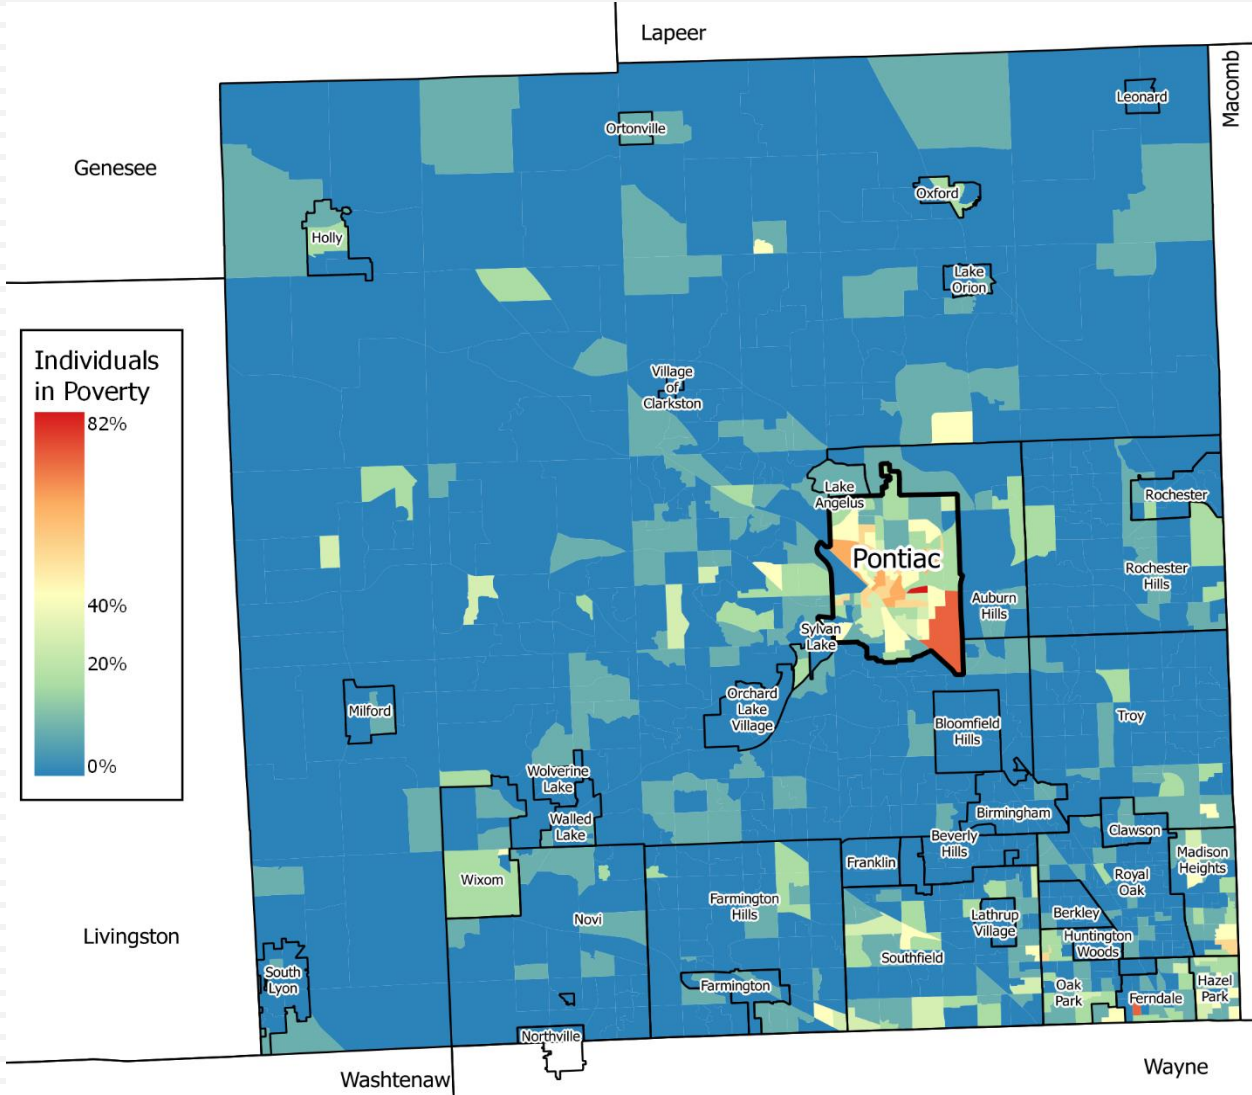 Lapeer
Macomb
Leonard
Ortonville
Genesee
Oxford
Holly
Lake
Orion
Individuals
in Poverty
82%
40%
20%
0%
Village
of
Clarkston
Lake
Angelus
Rochester
Pontiac
Rochester
Hills
Auburn
Hills
Sylvan
Lake
Orchard
Lake
Village
Milford
Bloomfield
Hills
Troy
Wolverine
Lake
Walled
Lake
Birmingham
Clawson
Beverly
Hills
Franklin
Madison
Heights
Royal
Oak
Wixom
Farmington
Hills
Novi
Lathrup
Village
Berkley
Huntington
Woods
Livingston
Southfield
South
Lyon
Farmington
Oak
Park
Ferndale
Hazel
Park
Northville
Washtenaw
Wayne